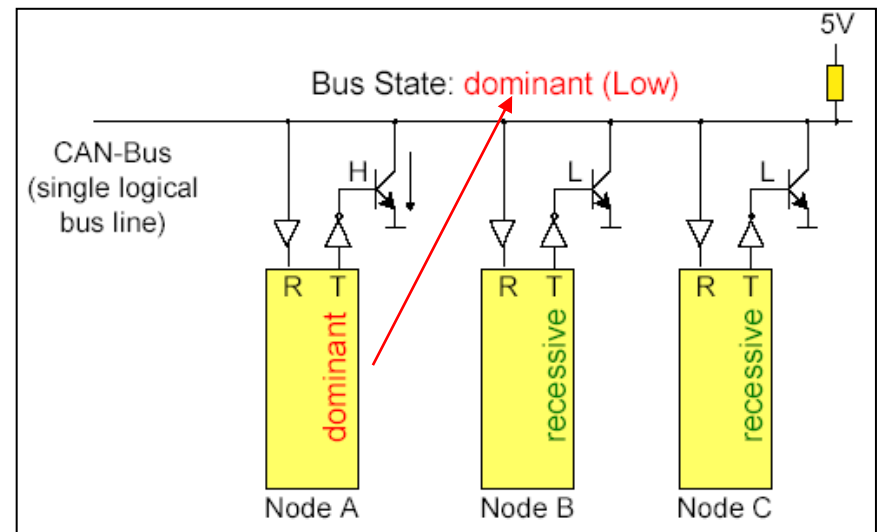 5V
Bus State: dominant (Low)
CAN-Bus
(single logical
bus line)
H
L
L
R T
R T
R T
dominant
recessive
recessive
Node A
Node B
Node C